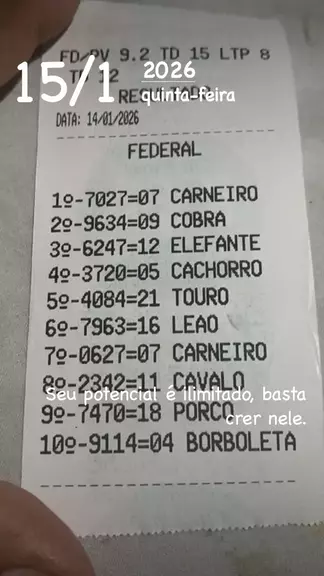 FD/PV 9.2 TD 15 LTP 8
12
15/1
2026
quinta-feira
DATA: 14/01/2026
FEDERAL
1º-7027=07 CARNEIRO
2º-9634=09 COBRA
3º-6247=12 ELEFANTE
4º-3720=05 CACHORRO
5º-4084=21 TOURO
6º-7963=16 LEAO
7º-0627=07 CARNEIRO
8º-2342=11 CAVALO
Seu potencial é ilimitado, basta
crer nele.
9º-7470=18 PORCO
10º-9114=04 BORBOLETA